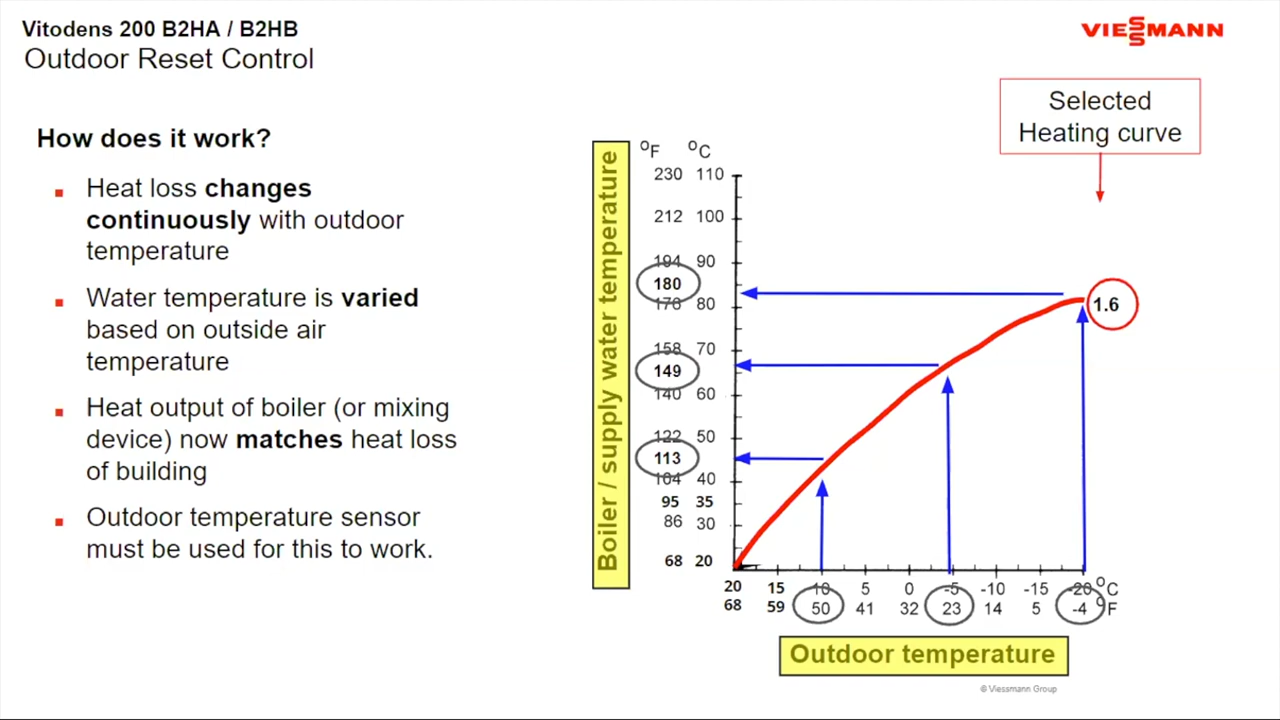 Vitodens 200 B2HA / B2HB
Outdoor Reset Control
VIESSMANN
How does it work?
Heat loss changes
continuously with outdoor
temperature
Water temperature is varied
based on outside air
temperature
Heat output of boiler (or mixing
device) now matches heat loss
of building
Outdoor temperature sensor
must be used for this to work.
Selected
Heating curve
Boiler / supply water temperature
ºF ºC
230 110
212 100
194 90
180
176 80
158 70
149
140 60
122 50
113
104 40
95 35
86 30
68 20
1.6
20 15 10 5 0 -5 -10 -15 -20 ºC
68 59 50 41 32 23 14 5 -4 ºF
Outdoor temperature
© Viessmann Group